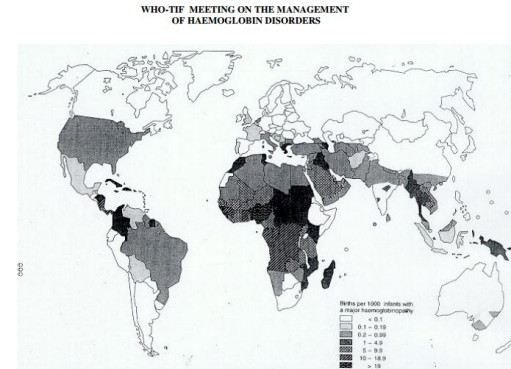 WHO-TIF MEETING ON THE MANAGEMENT
OF HAEMOGLOBIN DISORDERS
Births per 1000 infants with
a major haemoglobinopathy
< 0.1
0.1 – 0.19
0.2 – 0.99
1 – 4.9
5 – 9.9
10 – 18.9
> 19